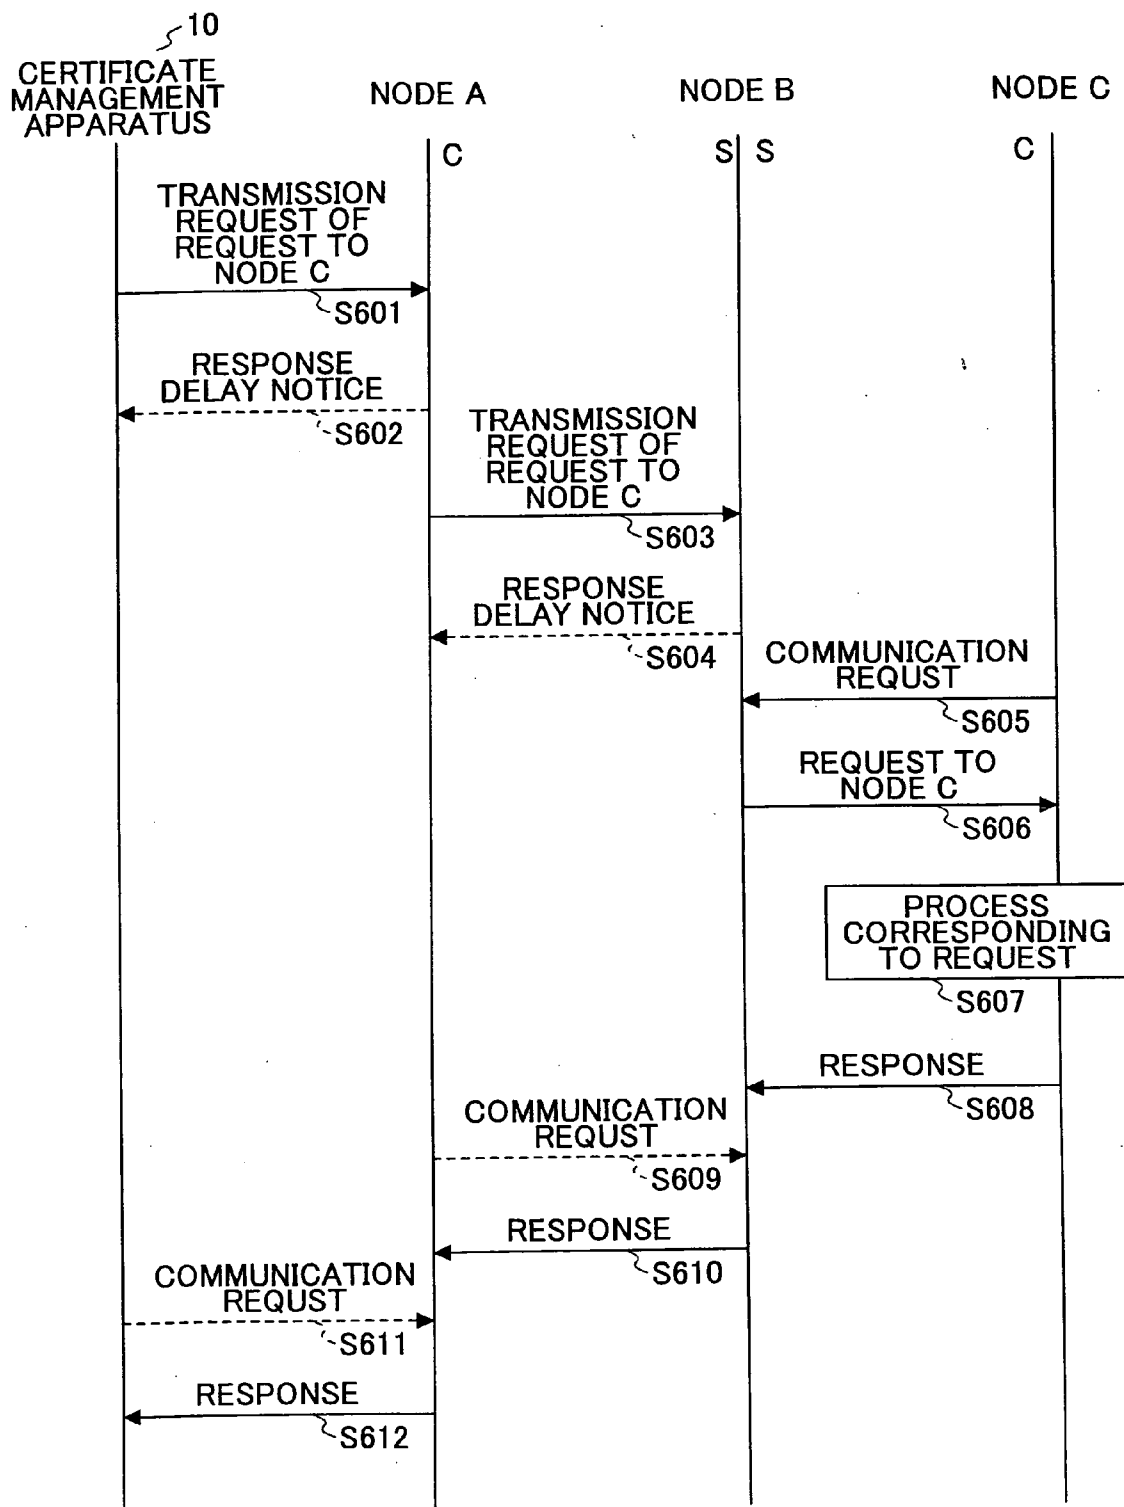 10
CERTIFICATE
MANAGEMENT
APPARATUS
NODE A
NODE B
NODE C
C
S
S
C
TRANSMISSION
REQUEST OF
REQUEST TO
NODE C
S601
RESPONSE
DELAY NOTICE
S602
TRANSMISSION
REQUEST OF
REQUEST TO
NODE C
S603
RESPONSE
DELAY NOTICE
S604
COMMUNICATION
REQUST
S605
REQUEST TO
NODE C
S606
PROCESS
CORRESPONDING
TO REQUEST
S607
RESPONSE
S608
COMMUNICATION
REQUST
S609
RESPONSE
S610
COMMUNICATION
REQUST
S611
RESPONSE
S612